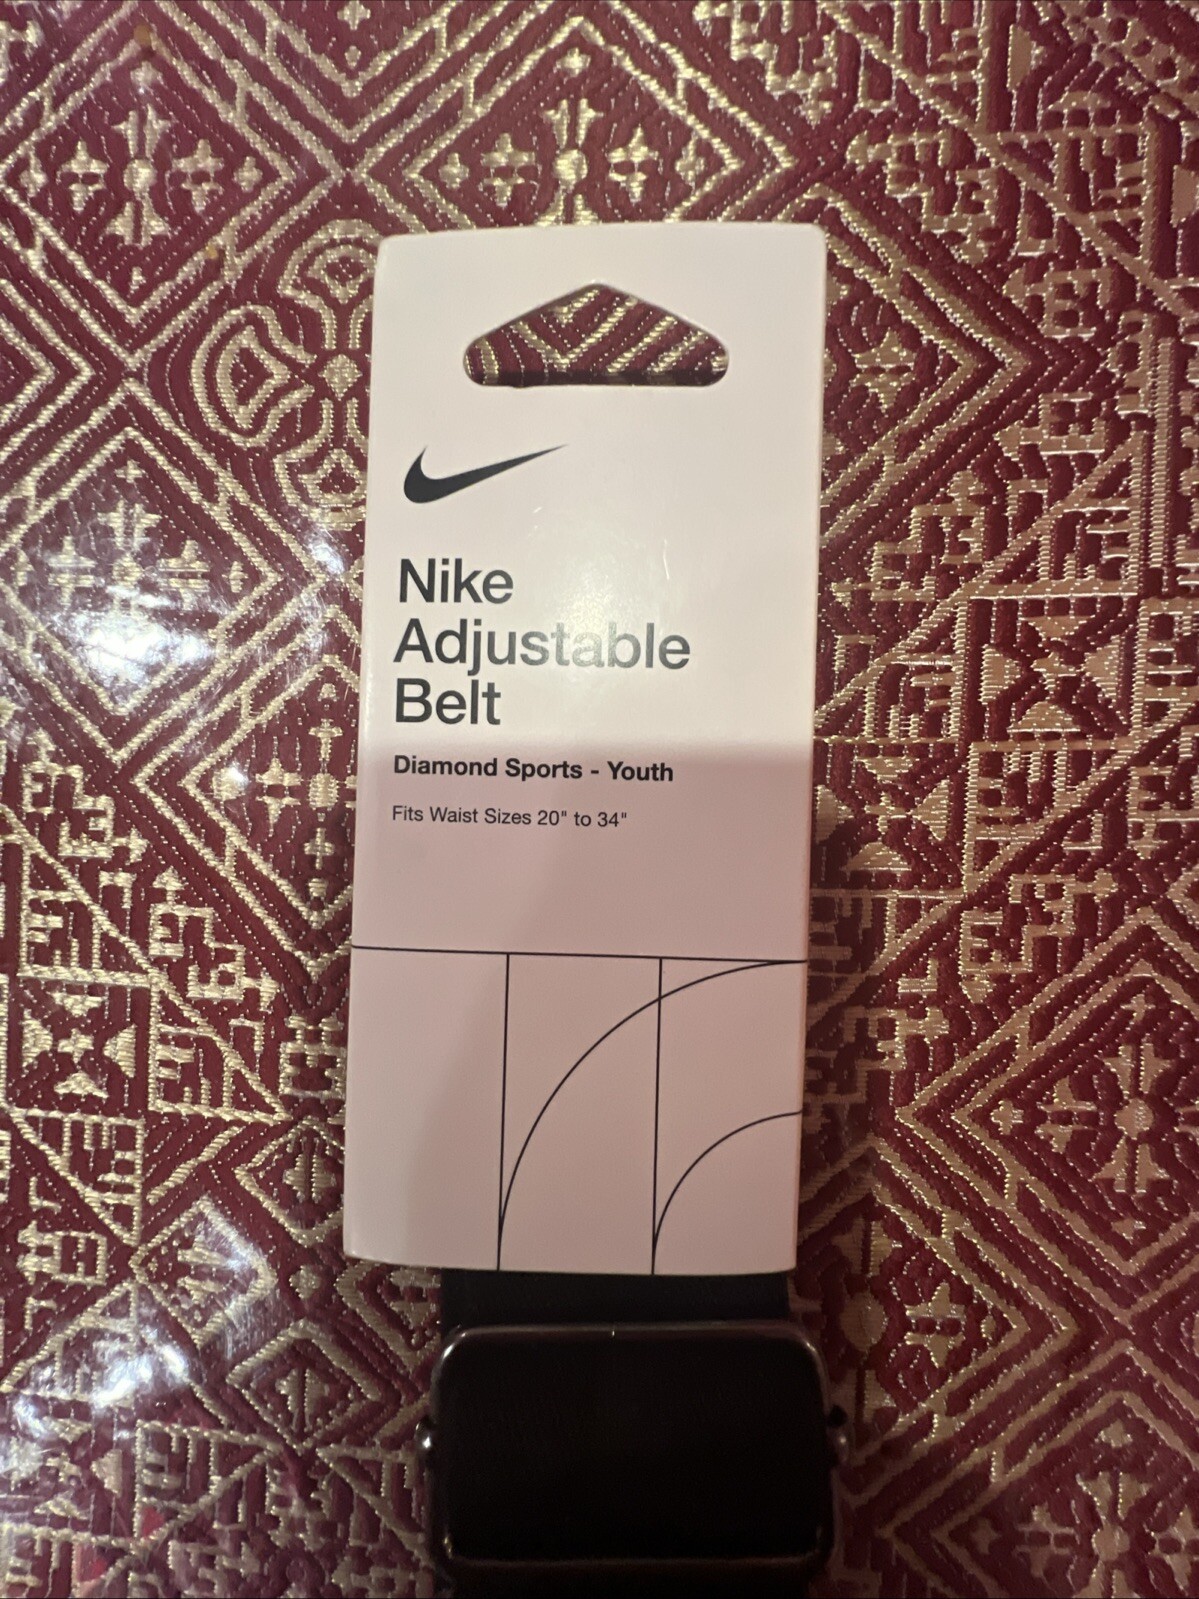 Nike
Adjustable
Belt
Diamond Sports - Youth
Fits Waist Sizes 20" to 34"